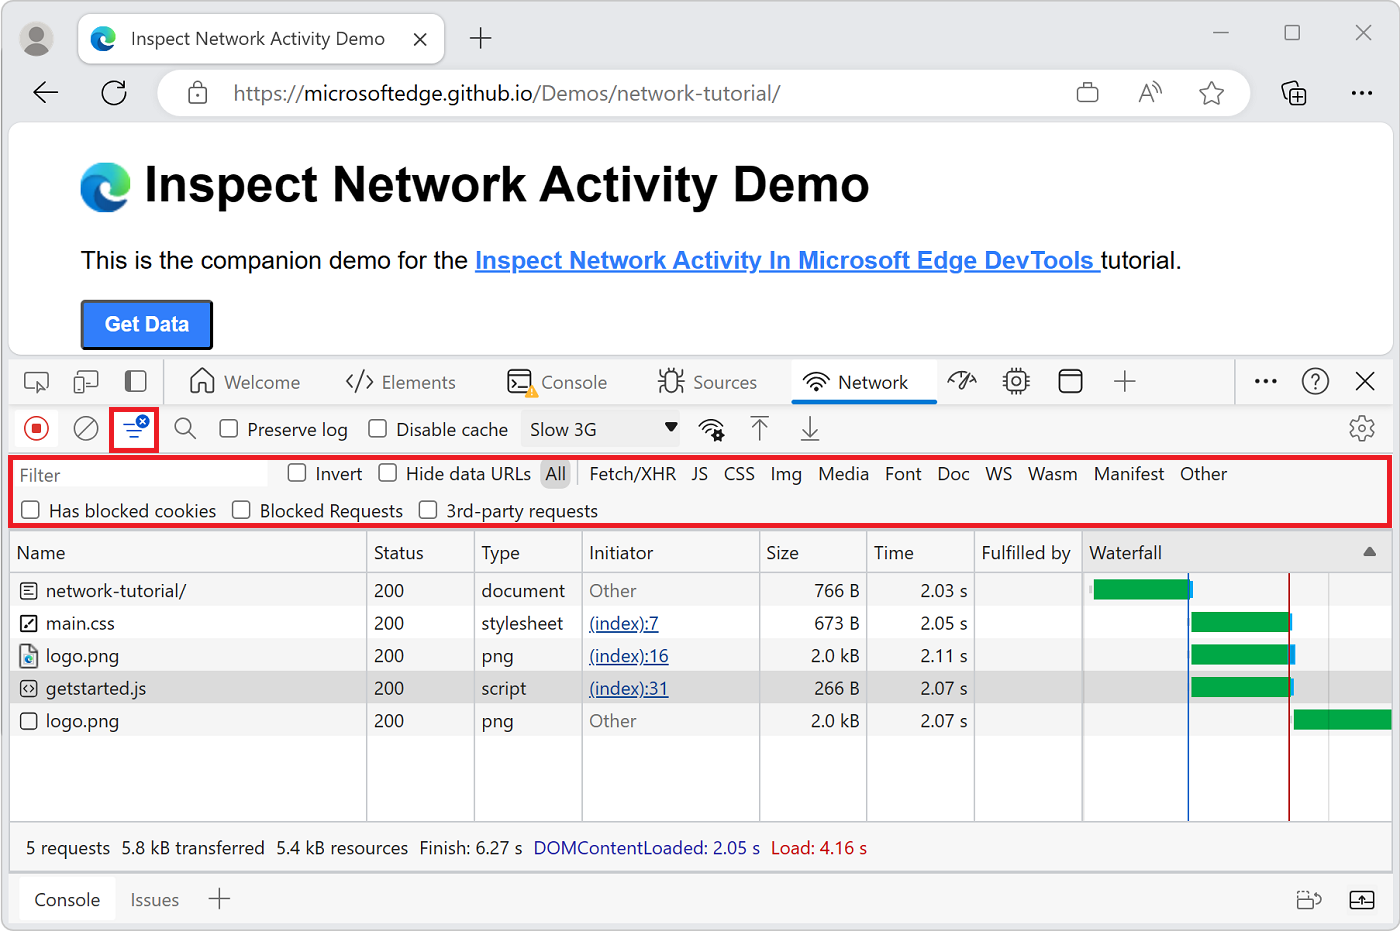 Inspect Network Activity Demo
https://microsoftedge.github.io/Demos/network-tutorial/
Inspect Network Activity Demo
This is the companion demo for the Inspect Network Activity In Microsoft Edge DevTools tutorial.
Get Data
Welcome Elements Console Sources Network
Preserve log Disable cache Slow 3G
Filter Invert Hide data URLs All Fetch/XHR JS CSS Img Media Font Doc WS Wasm Manifest Other
Has blocked cookies Blocked Requests 3rd-party requests
Name Status Type Initiator Size Time Fulfilled by Waterfall
network-tutorial/ 200 document Other 766 B 2.03 s
main.css 200 stylesheet (index):7 673 B 2.05 s
logo.png 200 png (index):16 2.0 kB 2.11 s
getstarted.js 200 script (index):31 266 B 2.07 s
logo.png 200 png Other 2.0 kB 2.07 s
5 requests 5.8 kB transferred 5.4 kB resources Finish: 6.27 s DOMContentLoaded: 2.05 s Load: 4.16 s
Console Issues